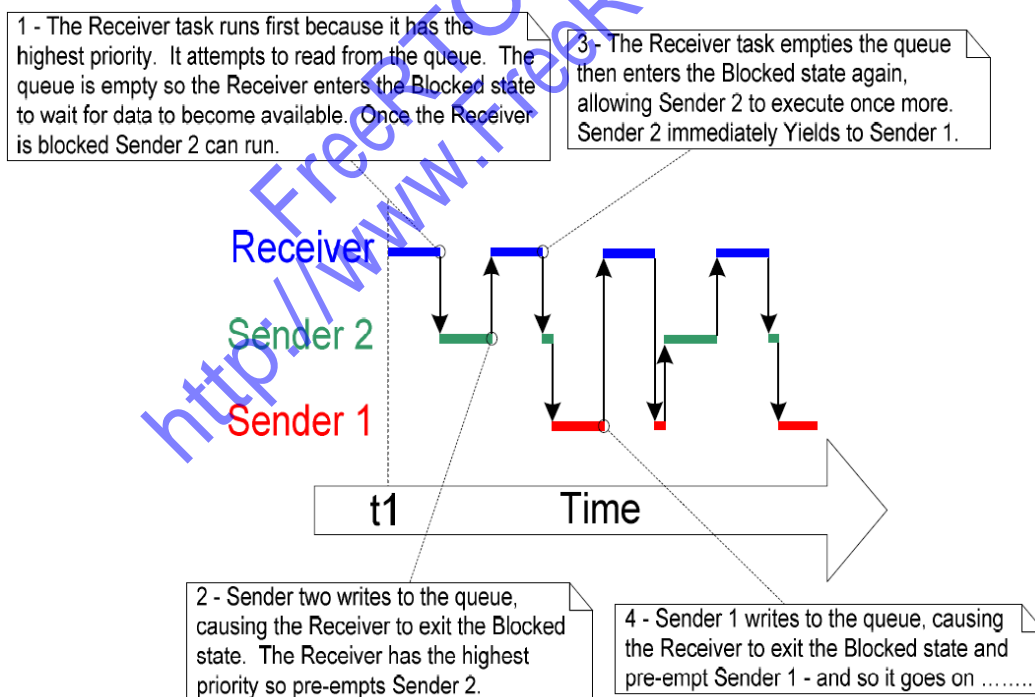 1 - The Receiver task runs first because it has the
highest priority. It attempts to read from the queue. The
queue is empty so the Receiver enters the Blocked state
to wait for data to become available. Once the Receiver
is blocked Sender 2 can run.
3 - The Receiver task empties the queue
then enters the Blocked state again,
allowing Sender 2 to execute once more.
Sender 2 immediately Yields to Sender 1.
Receiver
Sender 2
Sender 1
t1
Time
2 - Sender two writes to the queue,
causing the Receiver to exit the Blocked
state. The Receiver has the highest
priority so pre-empts Sender 2.
4 - Sender 1 writes to the queue, causing
the Receiver to exit the Blocked state and
pre-empt Sender 1 - and so it goes on ........
FreeRTO
http://www.FreeR